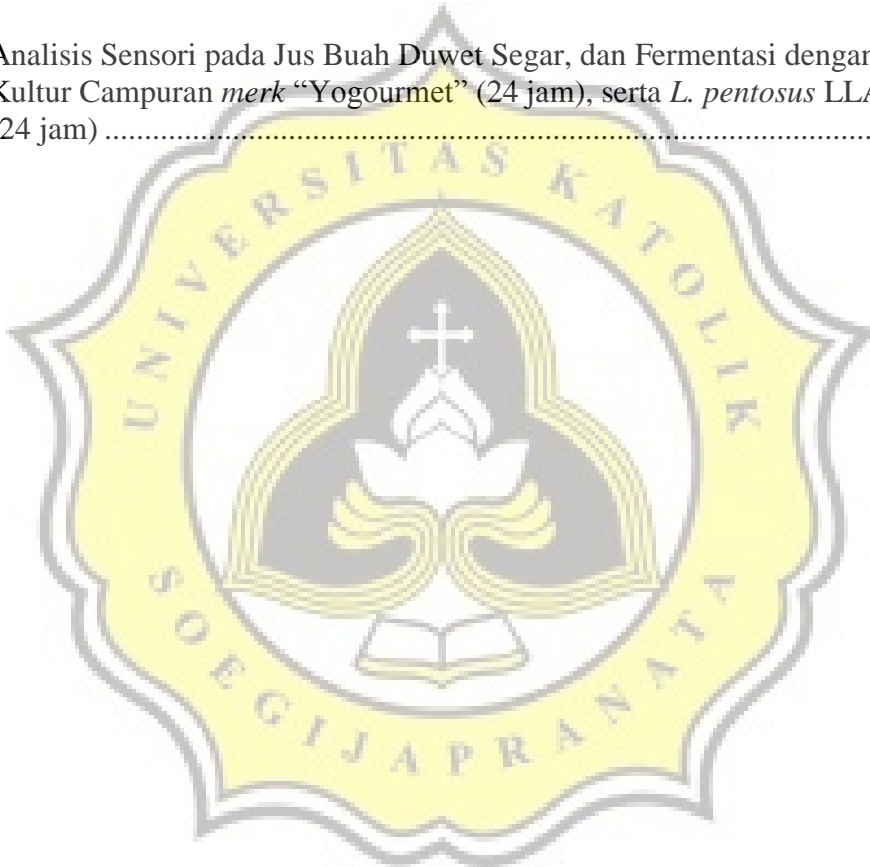 Analisis Sensori pada Jus Buah Duwet Segar, dan Fermentasi dengan
Kultur Campuran merk “Yogourmet” (24 jam), serta L. pentosus LLA
24 jam) ................................................................................................
UNIVERSITAS KATOLIK
SOEGIJAPRANATA